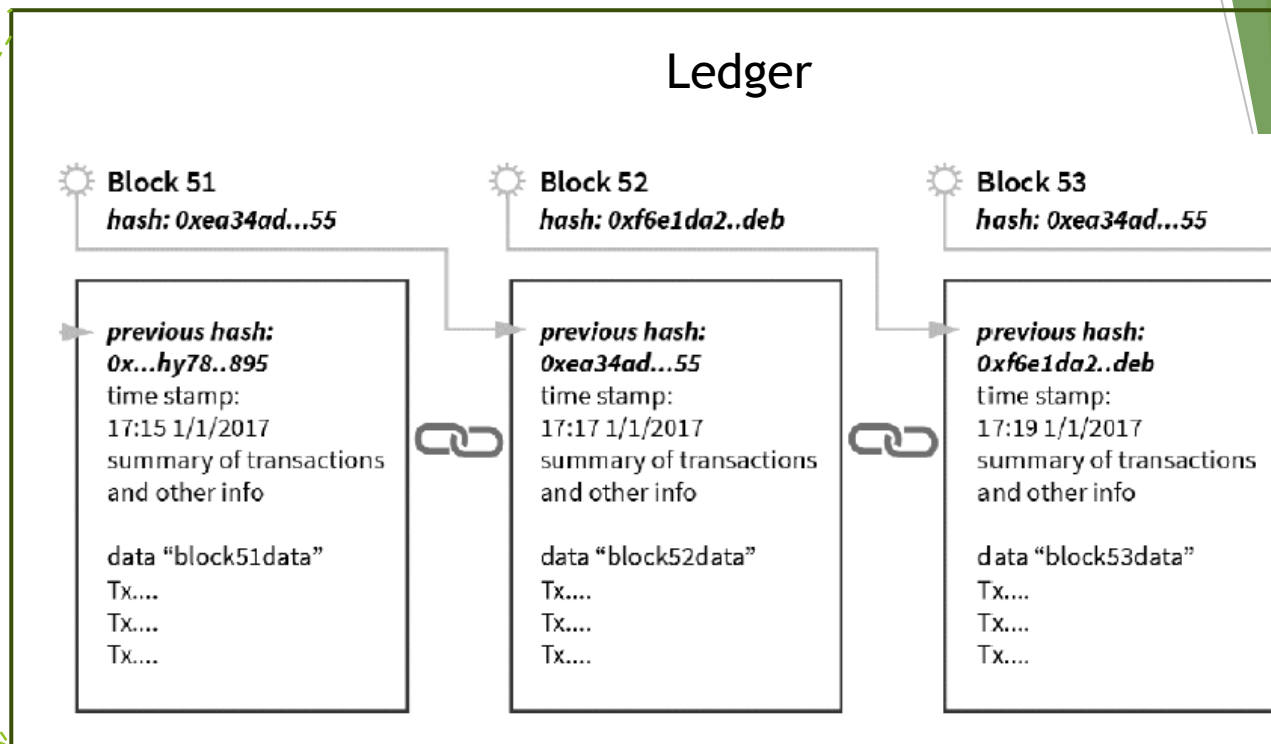 Ledger
Block 51
hash: 0xea34ad...55
previous hash:
0x...hy78..895
time stamp:
17:15 1/1/2017
summary of transactions
and other info
data “block51data”
Tx....
Tx....
Tx....
Block 52
hash: 0xf6e1da2..deb
previous hash:
0xea34ad...55
time stamp:
17:17 1/1/2017
summary of transactions
and other info
data “block52data”
Tx....
Tx....
Tx....
Block 53
hash: 0xea34ad...55
previous hash:
0xf6e1da2..deb
time stamp:
17:19 1/1/2017
summary of transactions
and other info
data “block53data”
Tx....
Tx....
Tx....